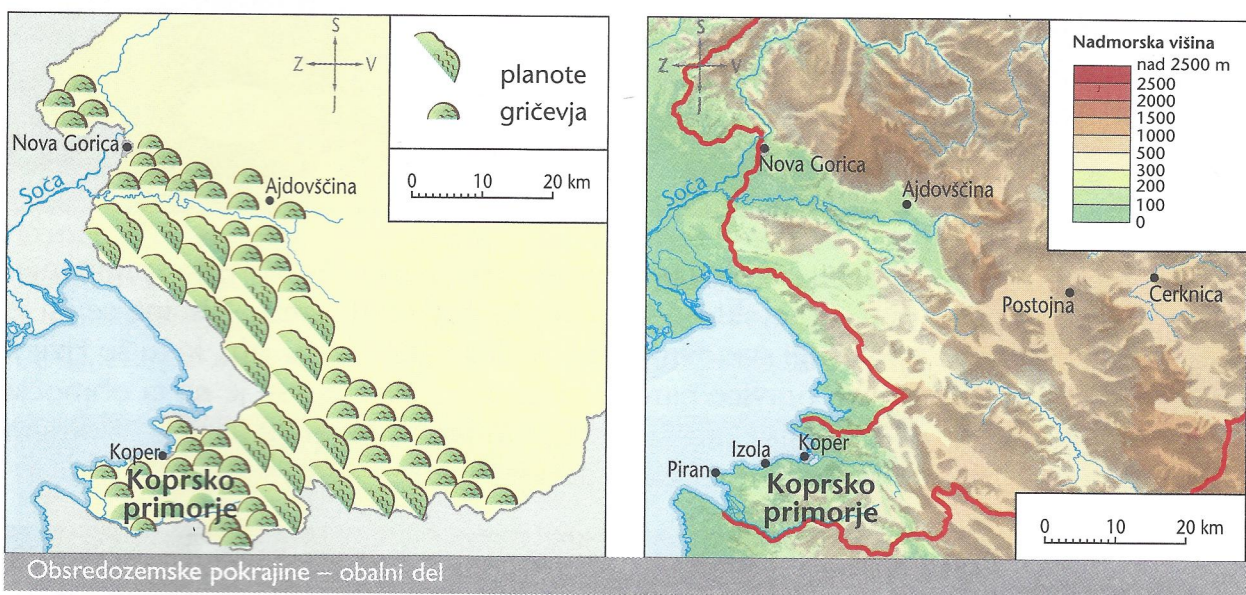 S
Z
V
J
planote
gričevja
0
10
20 km
Nova Gorica
Soča
Ajdovščina
Koper
Koprsko
primorje
S
Z
V
J
Nadmorska višina
nad 2500 m
2500
2000
1500
1000
500
300
200
100
0
Nova Gorica
Soča
Ajdovščina
Postojna
Cerknica
Piran
Izola
Koper
Koprsko
primorje
0
10
20 km
Obsredozemske pokrajine – obalni del